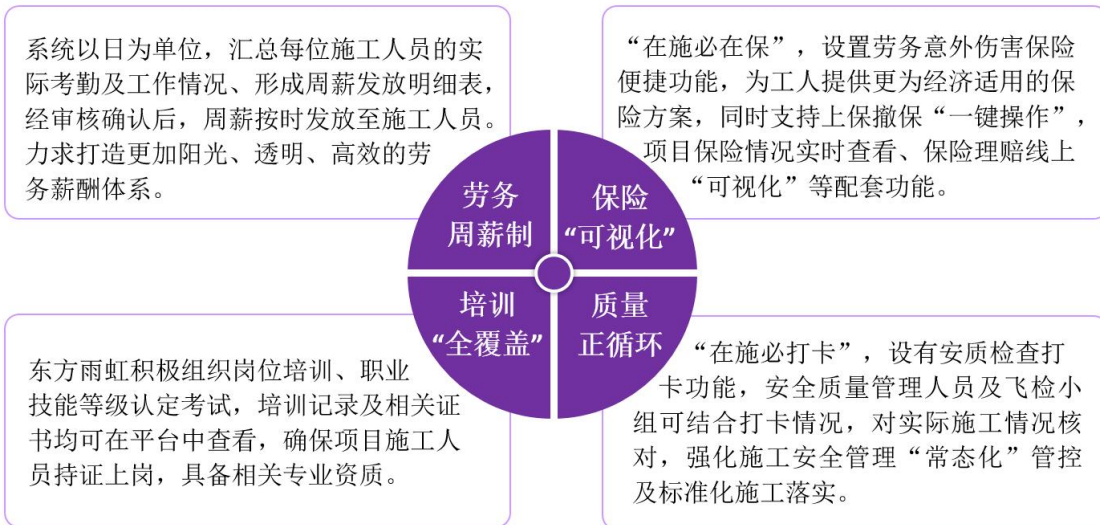 系统以日为单位，汇总每位施工人员的实
际考勤及工作情况、形成周薪发放明细表，
经审核确认后，周薪按时发放至施工人员。
力求打造更加阳光、透明、高效的劳
务薪酬体系。
“在施必在保”，设置劳务意外伤害保险
便捷功能，为工人提供更为经济适用的保
险方案，同时支持上保撤保“一键操作”，
项目保险情况实时查看、保险理赔线上
“可视化”等配套功能。
劳务
周薪制
保险
“可视化”
培训
“全覆盖”
质量
正循环
东方雨虹积极组织岗位培训、职业
技能等级认定考试，培训记录及相关证
书均可在平台中查看，确保项目施工人
员持证上岗，具备相关专业资质。
“在施必打卡”，设有安质检查打
卡功能，安全质量管理人员及飞检小
组可结合打卡情况，对实际施工情况核
对，强化施工安全管理“常态化”管控
及标准化施工落实。